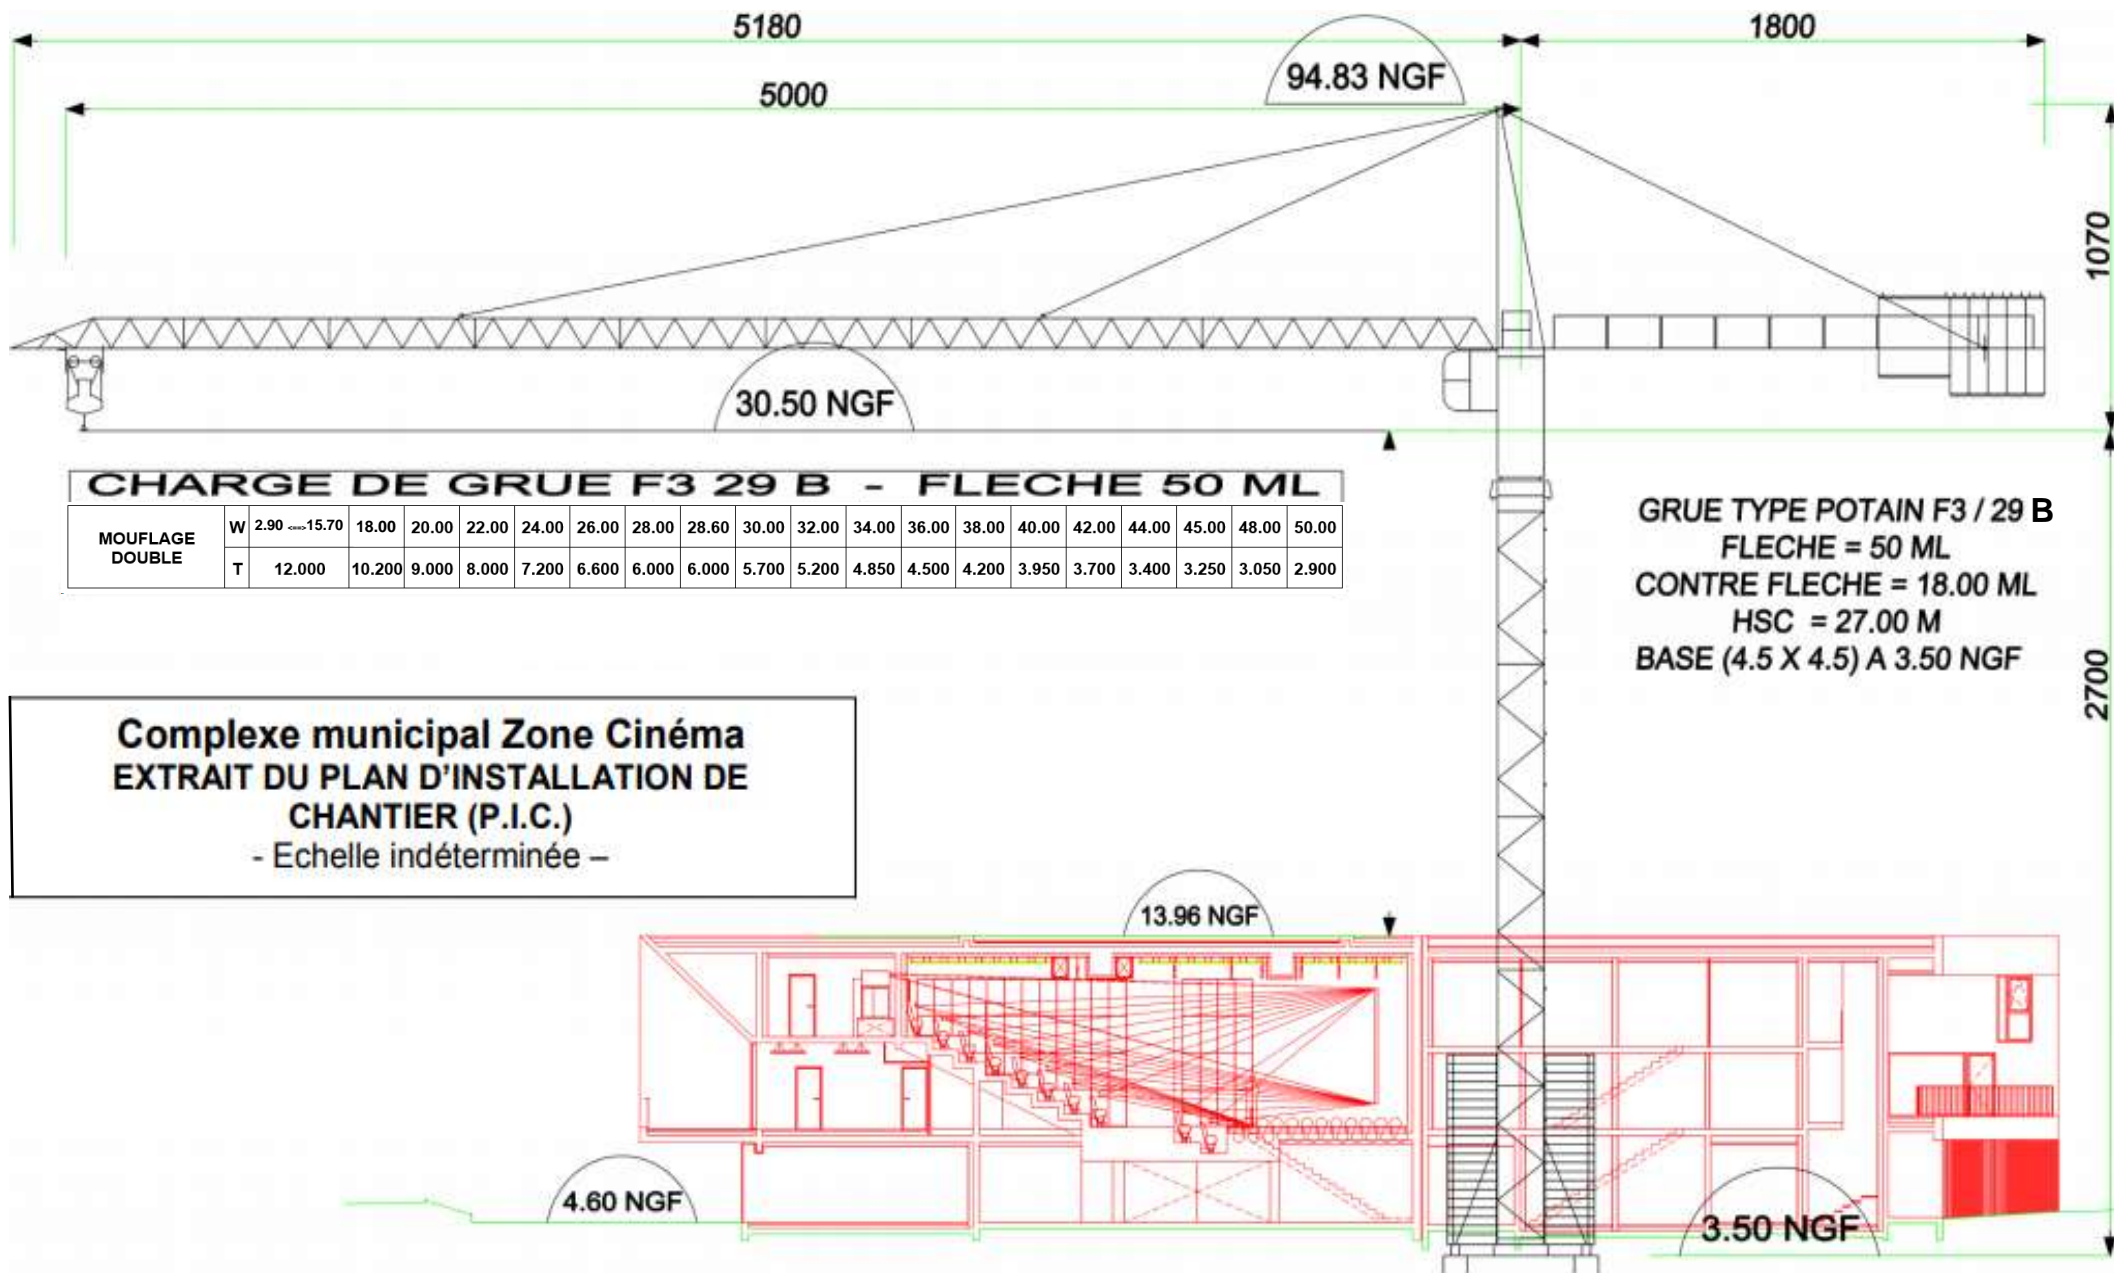 5180
1800
94.83 NGF
5000
1070
30.50 NGF
CHARGE DE GRUE F3 29 B - FLECHE 50 ML
MOUFLAGE DOUBLE
W 2.90 <==>15.70 18.00 20.00 22.00 24.00 26.00 28.00 28.60 30.00 32.00 34.00 36.00 38.00 40.00 42.00 44.00 45.00 48.00 50.00
T 12.000 10.200 9.000 8.000 7.200 6.600 6.000 6.000 5.700 5.200 4.850 4.500 4.200 3.950 3.700 3.400 3.250 3.050 2.900
GRUE TYPE POTAIN F3 / 29 B
FLECHE = 50 ML
CONTRE FLECHE = 18.00 ML
HSC = 27.00 M
BASE (4.5 X 4.5) A 3.50 NGF
2700
Complexe municipal Zone Cinéma
EXTRAIT DU PLAN D'INSTALLATION DE
CHANTIER (P.I.C.)
- Echelle indéterminée –
13.96 NGF
4.60 NGF
3.50 NGF